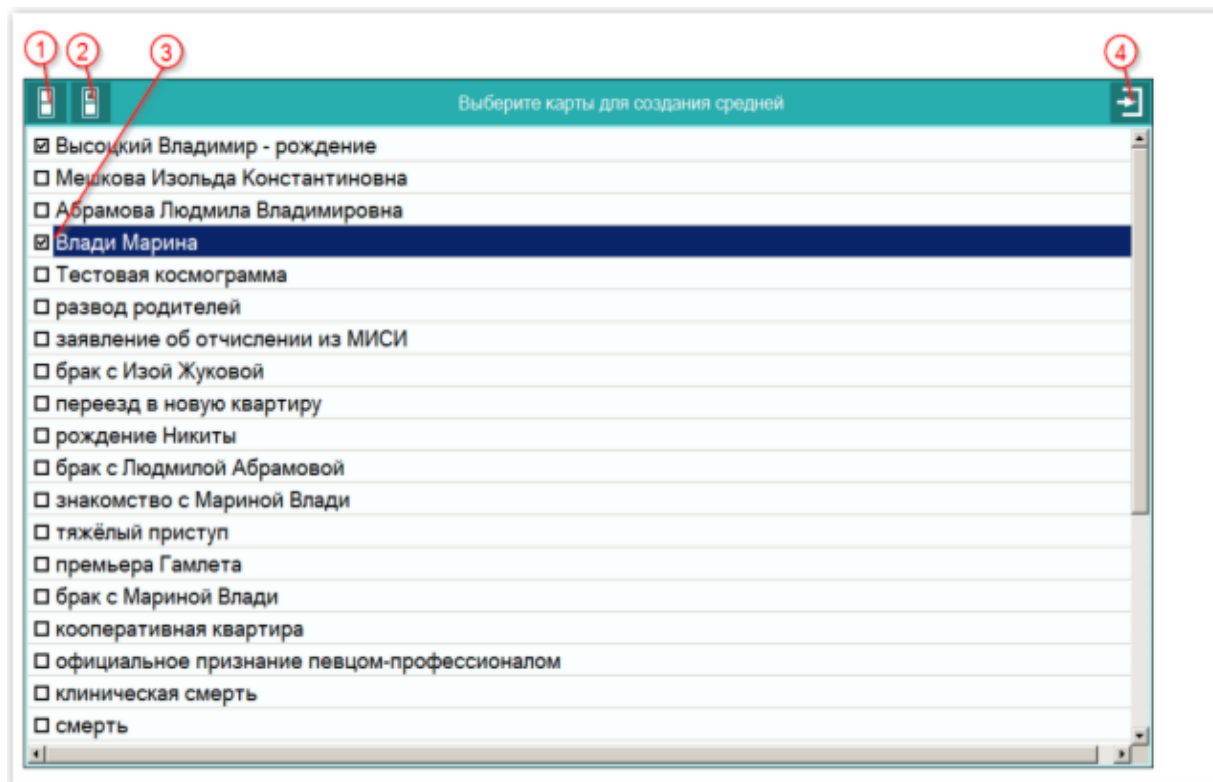 1 2 3 4
Выберите карты для создания средней
Высоцкий Владимир - рождение
Мешкова Изольда Константиновна
Абрамова Людмила Владимировна
Влади Марина
Тестовая космограмма
развод родителей
заявление об отчислении из МИСИ
брак с Изой Жуковой
переезд в новую квартиру
рождение Никиты
брак с Людмилой Абрамовой
знакомство с Мариной Влади
тяжёлый приступ
премьера Гамлета
брак с Мариной Влади
кооперативная квартира
официальное признание певцом-профессионалом
клиническая смерть
смерть